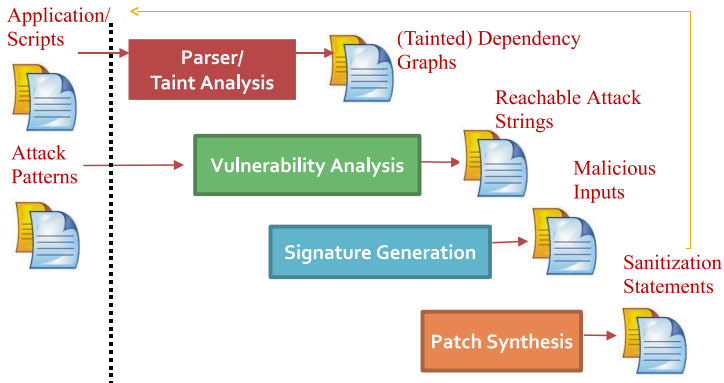 Application/
Scripts
Parser/
Taint Analysis
(Tainted) Dependency
Graphs
Reachable Attack
Strings
Attack
Patterns
Vulnerability Analysis
Malicious
Inputs
Signature Generation
Sanitization
Statements
Patch Synthesis